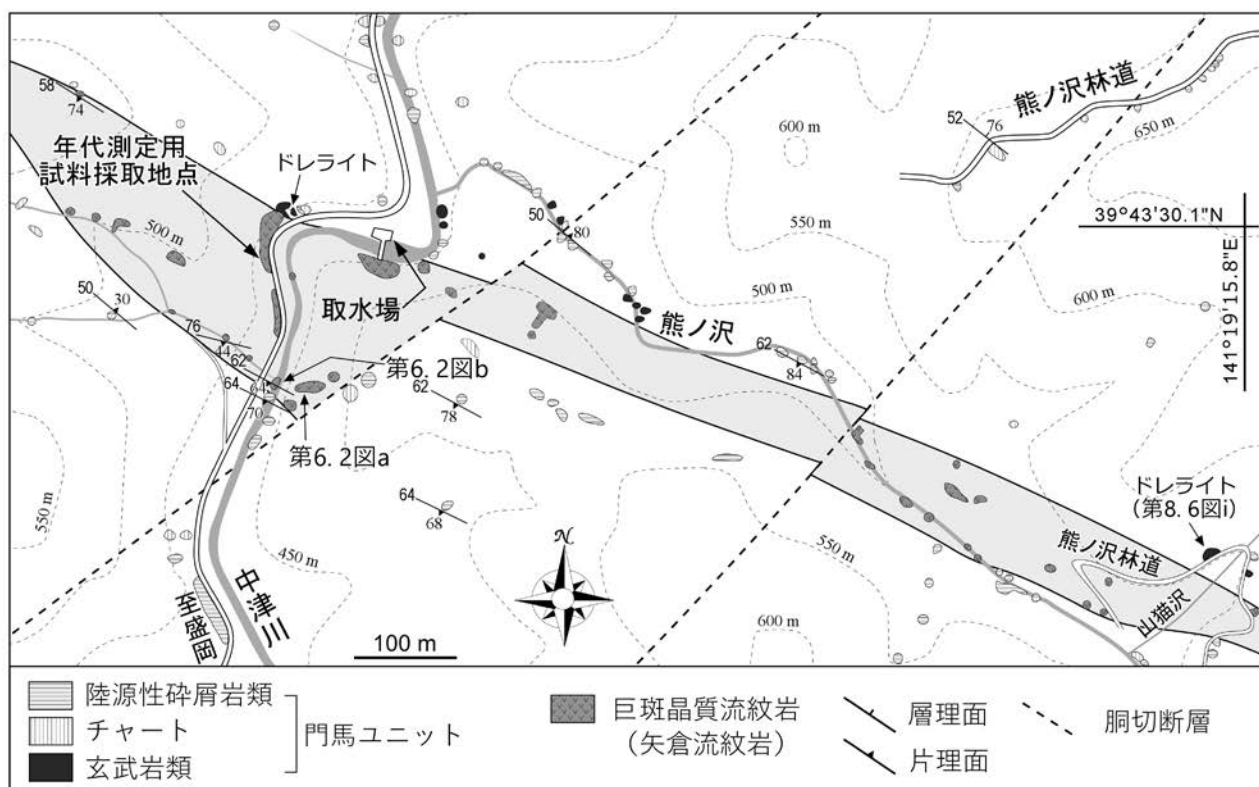 58
74
年代測定用
試料採取地点
ドレライト
500 m
50
30
76
44
62
64
64
70
取水場
第6.2図b
第6.2図a
50
80
熊ノ沢
62
84
62
78
64
68
600 m
550 m
500 m
熊ノ沢林道
52
76
650 m
39°43'30.1"N
141°19'15.8"E
600 m
ドレライト
(第8.6図i)
熊ノ沢林道
山猫沢
550 m
600 m
550 m
450 m
中津川
至盛岡
N
100 m
陸源性砕屑岩類
チャート
玄武岩類
門馬ユニット
巨斑晶質流紋岩
(矢倉流紋岩)
層理面
片理面
胴切断層